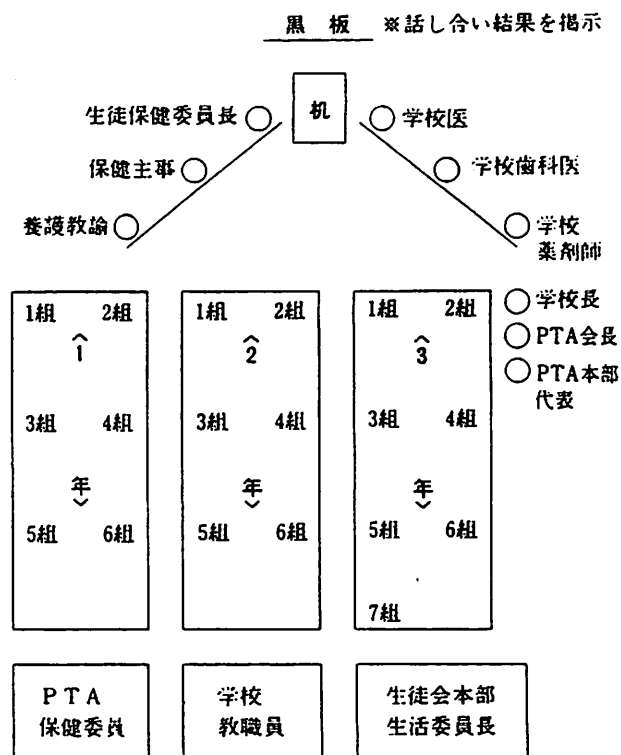 黒　板　※話し合い結果を掲示
机
生徒保健委員長
学校医
保健主事
学校歯科医
養護教諭
学校
薬剤師
学校長
PTA会長
PTA本部
代表
1組　2組
〈1
3組　4組
年〉
5組　6組
1組　2組
〈2
3組　4組
年〉
5組　6組
1組　2組
〈3
3組　4組
年〉
5組　6組
7組
ＰＴＡ
保健委員
学校
教職員
生徒会本部
生活委員長